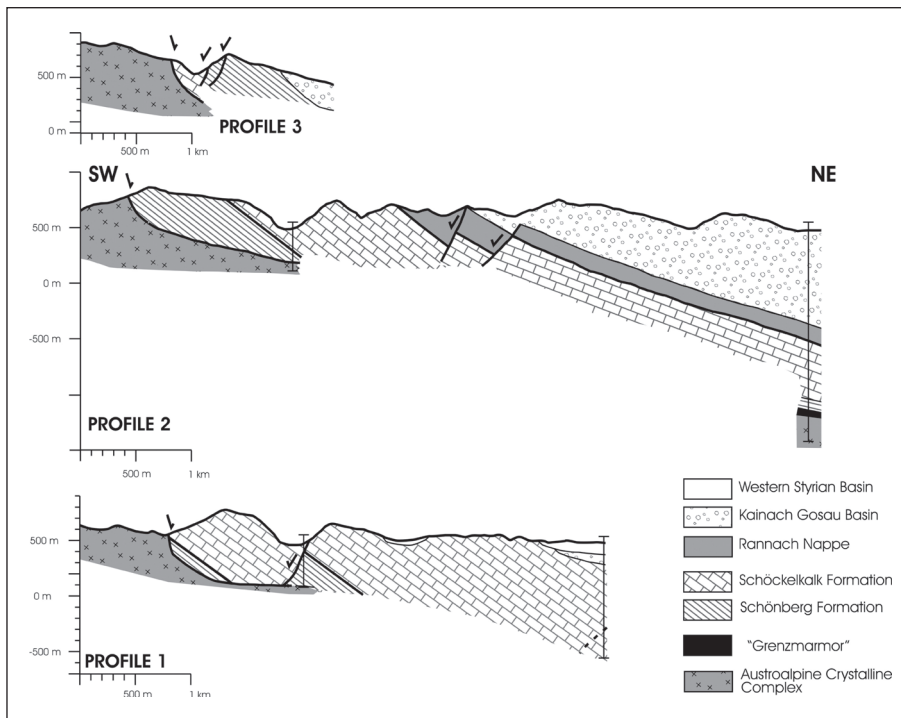 500 m
0 m
PROFILE 3
500 m
1 km
SW
NE
500 m
0 m
-500 m
PROFILE 2
500 m
1 km
500 m
0 m
-500 m
PROFILE 1
500 m
1 km
Western Styrian Basin
Kainach Gosau Basin
Rannach Nappe
Schöckelkalk Formation
Schönberg Formation
"Grenzmarmor"
Austroalpine Crystalline
Complex